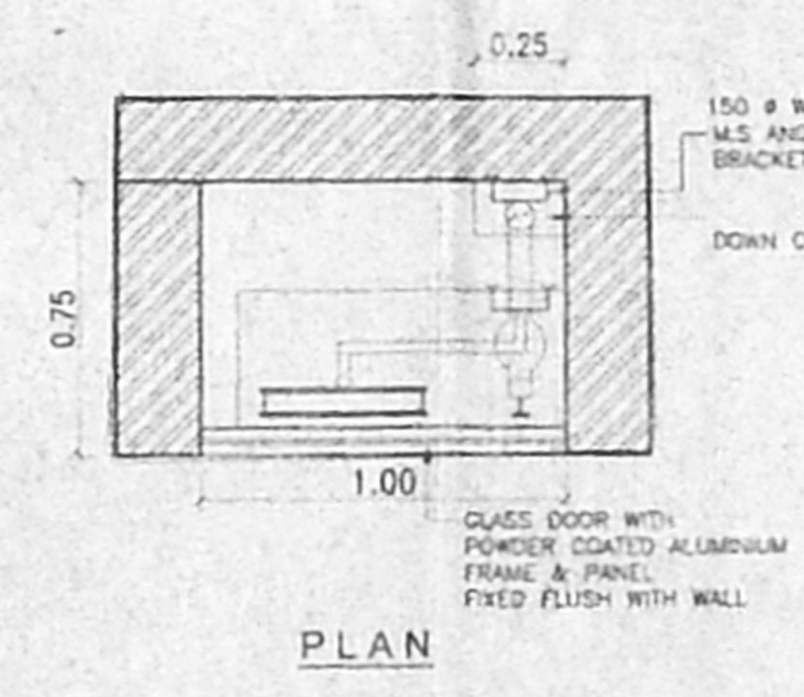 0.25
150 ø W
M.S ANG
BRACKET
DOWN C
0.75
1.00
GLASS DOOR WITH
POWDER COATED ALUMINIUM
FRAME & PANEL
FIXED FLUSH WITH WALL
PLAN